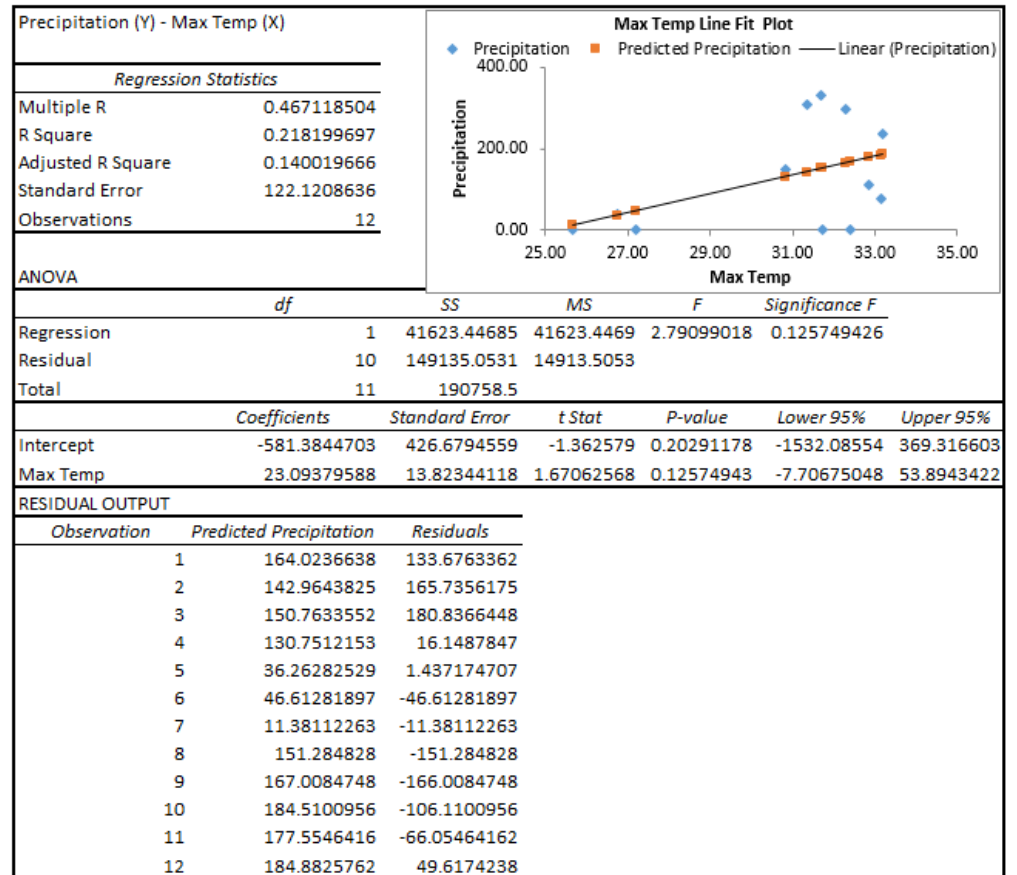 Precipitation (Y) - Max Temp (X)
Regression Statistics
Multiple R 0.467118504
R Square 0.218199697
Adjusted R Square 0.140019666
Standard Error 122.1208636
Observations 12
Max Temp Line Fit Plot
Precipitation Predicted Precipitation Linear (Precipitation)
400.00
200.00
0.00
Precipitation
25.00 27.00 29.00 31.00 33.00 35.00
Max Temp
ANOVA
df SS MS F Significance F
Regression 1 41623.44685 41623.4469 2.79099018 0.125749426
Residual 10 149135.0531 14913.5053
Total 11 190758.5
Coefficients Standard Error t Stat P-value Lower 95% Upper 95%
Intercept -581.3844703 426.6794559 -1.362579 0.20291178 -1532.08554 369.316603
Max Temp 23.09379588 13.82344118 1.67062568 0.12574943 -7.70675048 53.8943422
RESIDUAL OUTPUT
Observation Predicted Precipitation Residuals
1 164.0236638 133.6763362
2 142.9643825 165.7356175
3 150.7633552 180.8366448
4 130.7512153 16.1487847
5 36.26282529 1.437174707
6 46.61281897 -46.61281897
7 11.38112263 -11.38112263
8 151.284828 -151.284828
9 167.0084748 -166.0084748
10 184.5100956 -106.1100956
11 177.5546416 -66.05464162
12 184.8825762 49.6174238